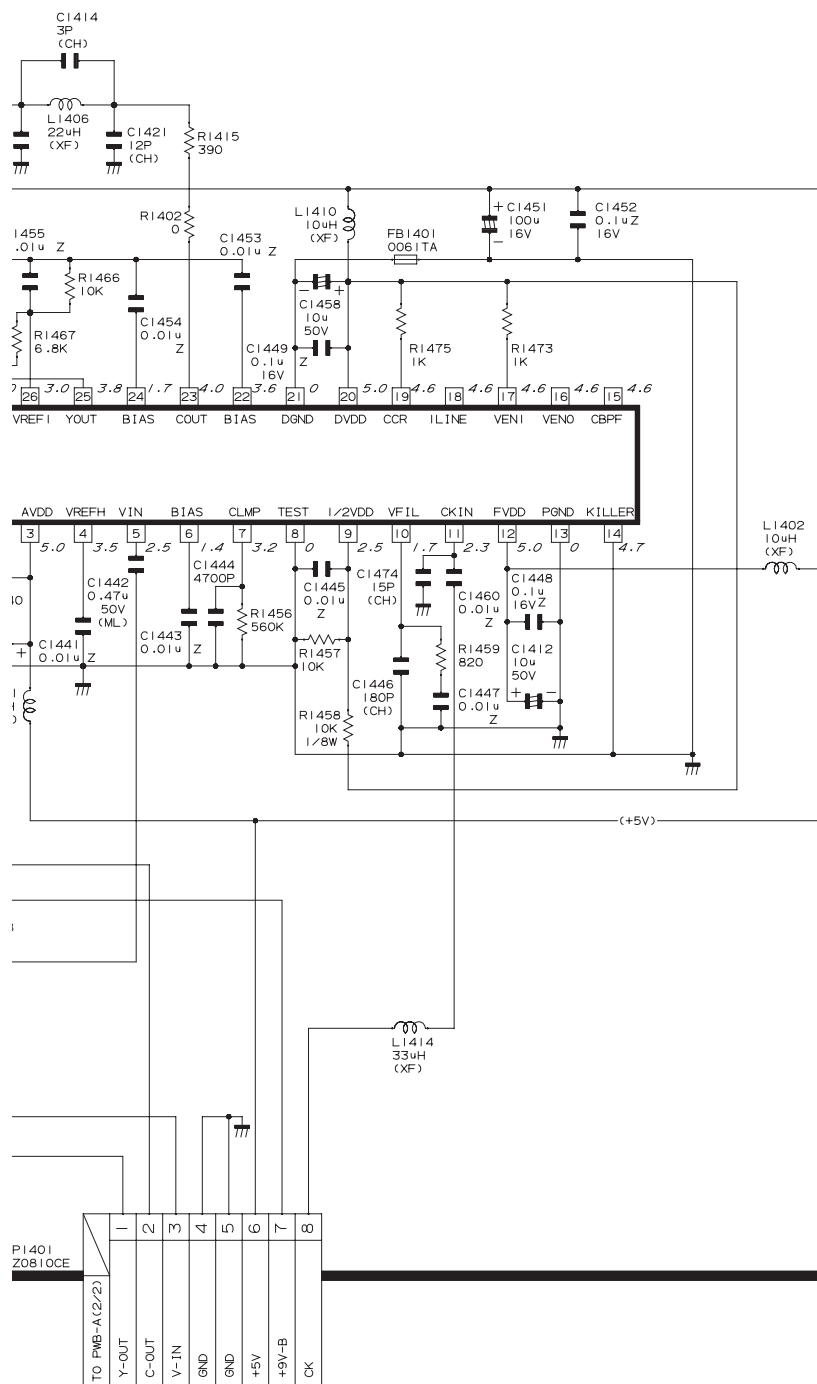 C1414
3P
(CH)
L1406
22uH
(XF)
C1421
12P
(CH)
R1415
390
R1402
0
L1410
10uH
(XF)
C1451
100u
16V
+
-
C1452
0.1u Z
16V
FB1401
0061TA
1455
.01u Z
R1466
10K
C1453
0.01u Z
C1454
0.01u
Z
R1467
6.8K
- +
C1458
10u
50V
C1449
0.1u
16V
Z
R1475
1K
R1473
1K
26 3.0 25 3.8 24 1.7 23 4.0 22 3.6 21 0 20 5.0 19 4.6 18 4.6 17 4.6 16 4.6 15 4.6
VREF1 YOUT BIAS COUT BIAS DGND DVDD CCR ILINE VEN1 VEN0 CBPF
AVDD VREFH VIN BIAS CLMP TEST 1/2VDD VFIL CKIN FVDD PGND KILLER
3 5.0 4 3.5 5 2.5 6 1.4 7 3.2 8 0 9 2.5 10 1.7 11 2.3 12 5.0 13 0 14 4.7
L1402
10uH
(XF)
40
C1442
0.47u
50V
(ML)
C1444
4700P
C1445
0.01u
Z
C1474
15P
(CH)
C1460
0.01u
Z
C1448
0.1u
16V Z
R1456
560K
+
C1441
0.01u Z
C1443
0.01u Z
R1457
10K
R1459
820
C1412
10u
50V
+ -
C1446
180P
(CH)
C1447
0.01u
Z
R1458
10K
1/8W
(+5V)
L1414
33uH
(XF)
P1401
Z0810CE
1 2 3 4 5 6 7 8
TO PWB-A(2/2)
Y-OUT
C-OUT
V-IN
GND
GND
+5V
+9V-B
CK